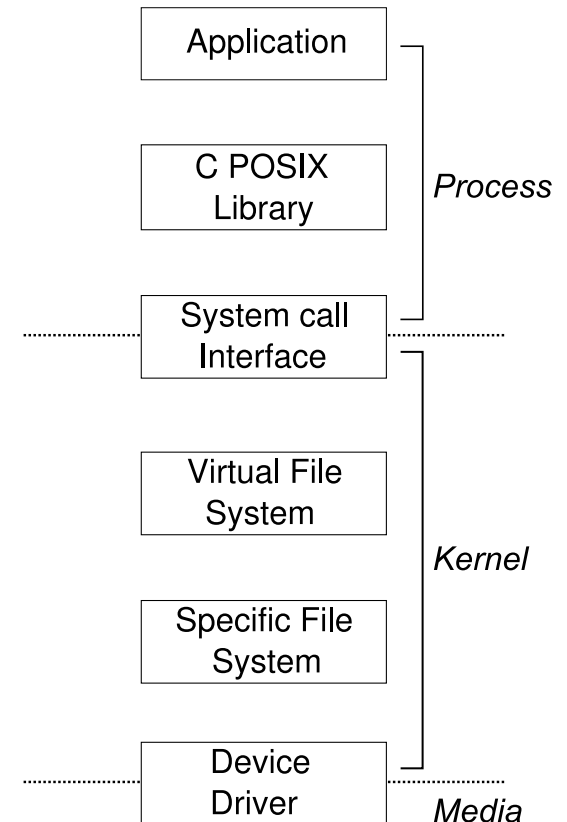 Application
C POSIX
Library
Process
System call
Interface
Virtual File
System
Kernel
Specific File
System
Device
Driver
Media